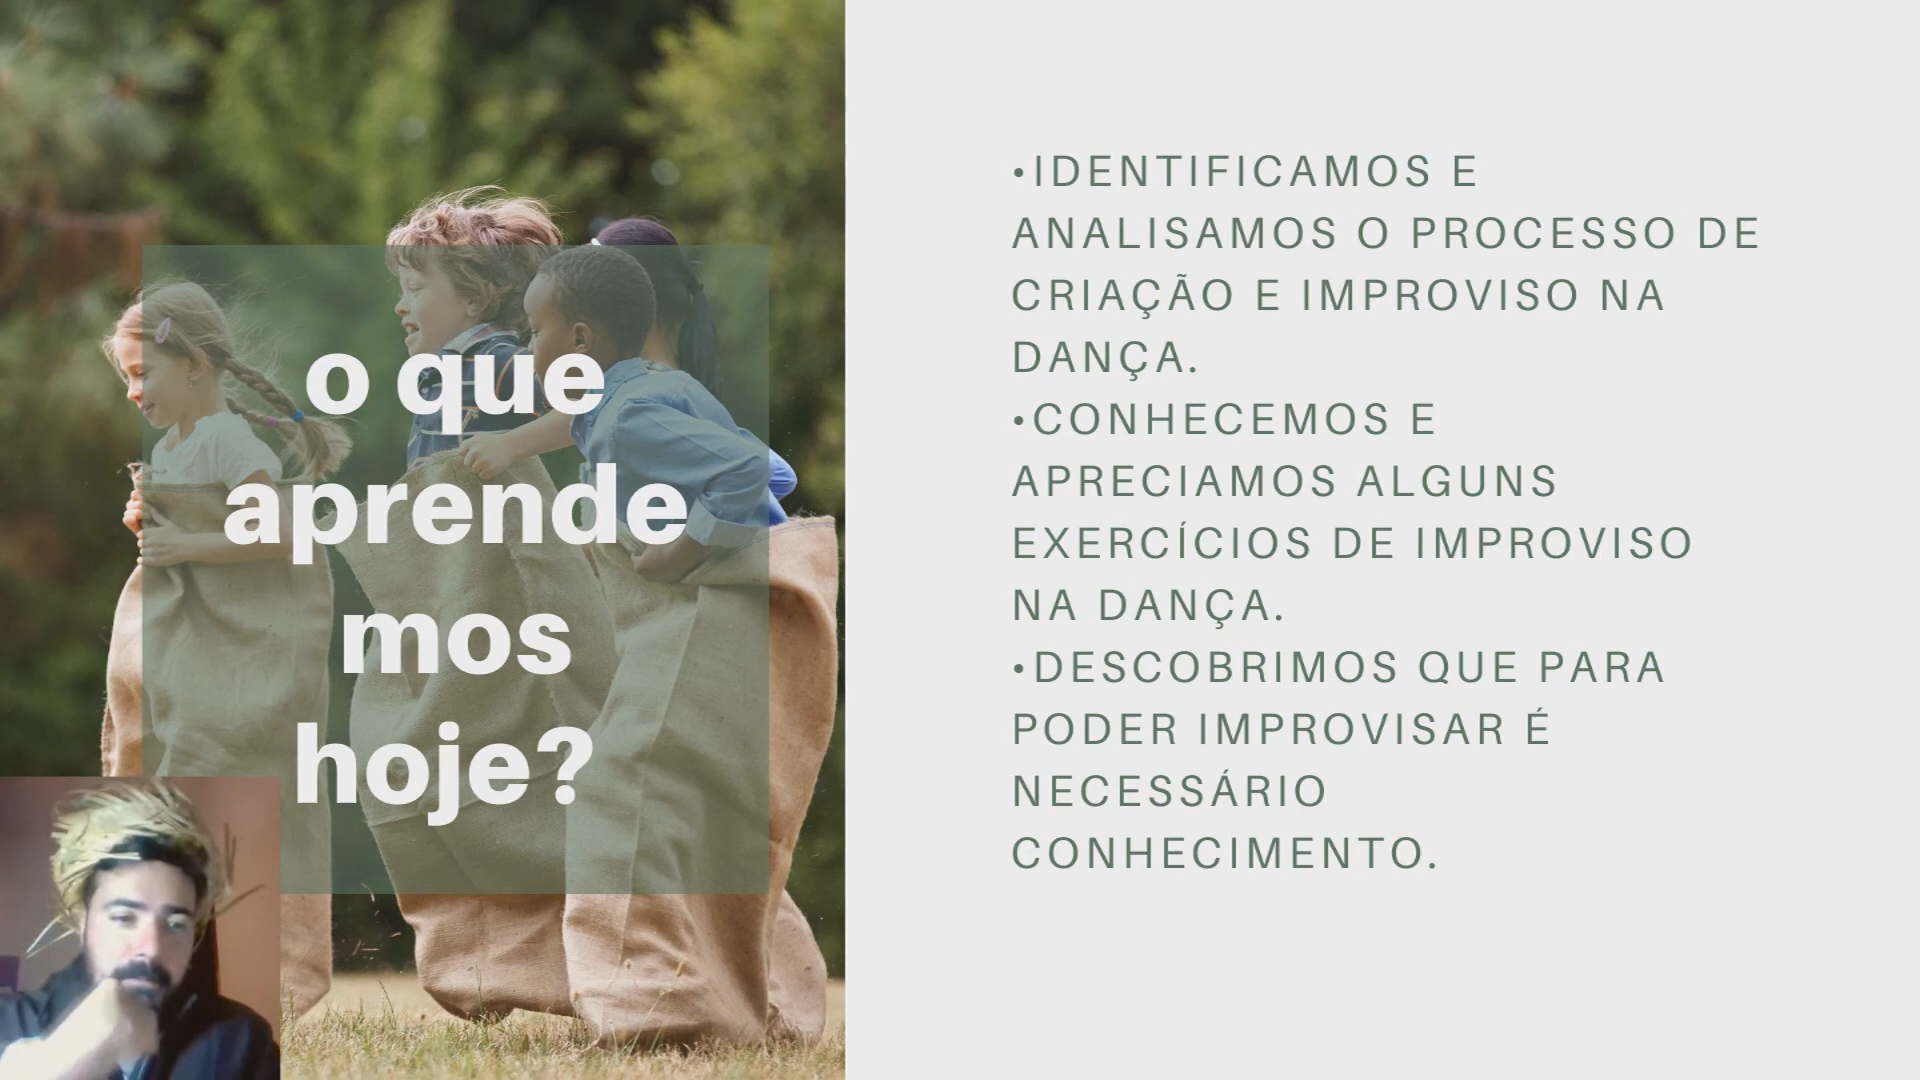 o que
aprende
mos
hoje?
•IDENTIFICAMOS E
ANALISAMOS O PROCESSO DE
CRIAÇÃO E IMPROVISO NA
DANÇA.
•CONHECEMOS E
APRECIAMOS ALGUNS
EXERCÍCIOS DE IMPROVISO
NA DANÇA.
•DESCOBRIMOS QUE PARA
PODER IMPROVISAR É
NECESSÁRIO
CONHECIMENTO.